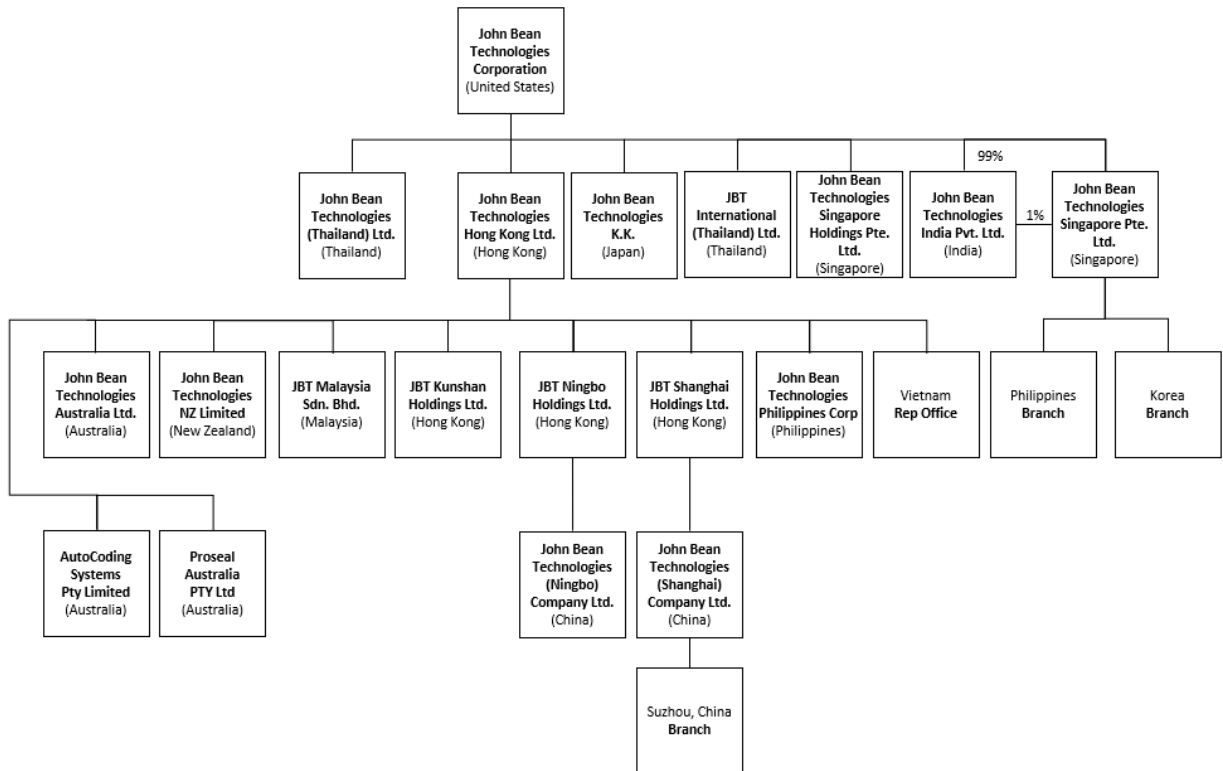 John Bean
Technologies
Corporation
(United States)
99%
John Bean
Technologies
(Thailand) Ltd.
(Thailand)
John Bean
Technologies
Hong Kong Ltd.
(Hong Kong)
John Bean
Technologies
K.K.
(Japan)
JBT
International
(Thailand) Ltd.
(Thailand)
John Bean
Technologies
Singapore
Holdings Pte.
Ltd.
(Singapore)
John Bean
Technologies
India Pvt. Ltd.
(India)
1%
John Bean
Technologies
Singapore Pte.
Ltd.
(Singapore)
John Bean
Technologies
Australia Ltd.
(Australia)
John Bean
Technologies
NZ Limited
(New Zealand)
JBT Malaysia
Sdn. Bhd.
(Malaysia)
JBT Kunshan
Holdings Ltd.
(Hong Kong)
JBT Ningbo
Holdings Ltd.
(Hong Kong)
JBT Shanghai
Holdings Ltd.
(Hong Kong)
John Bean
Technologies
Philippines Corp
(Philippines)
Vietnam
Rep Office
Philippines
Branch
Korea
Branch
AutoCoding
Systems
Pty Limited
(Australia)
Proseal
Australia
PTY Ltd
(Australia)
John Bean
Technologies
(Ningbo)
Company Ltd.
(China)
John Bean
Technologies
(Shanghai)
Company Ltd.
(China)
Suzhou, China
Branch